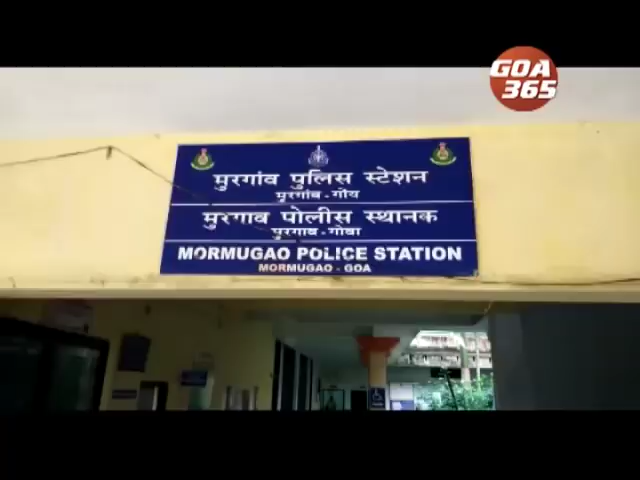 GOA
365
मुरगांव पुलिस स्टेशन
मुरगांव - गोंय
मुरगाव पोलीस स्थानक
मुरगाव - गोवा
MORMUGAO POLICE STATION
MORMUGAO - GOA